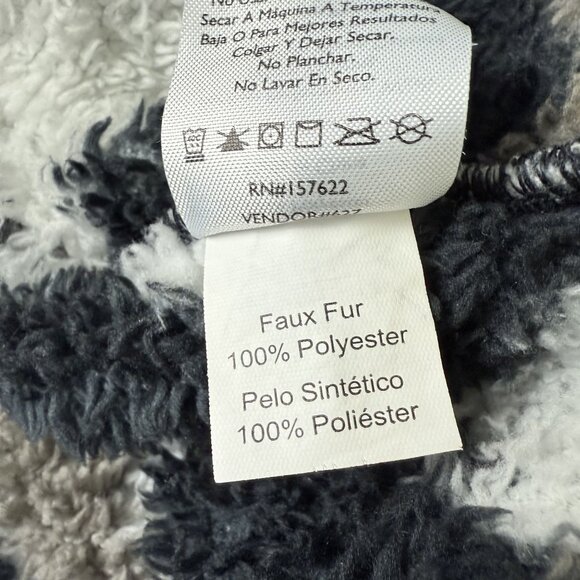 Secar A Máquina A Temperatura
Baja O Para Mejores Resultados
Colgar Y Dejar Secar.
No Planchar.
No Lavar En Seco.
RN#157622
Faux Fur
100% Polyester
Pelo Sintético
100% Poliéster